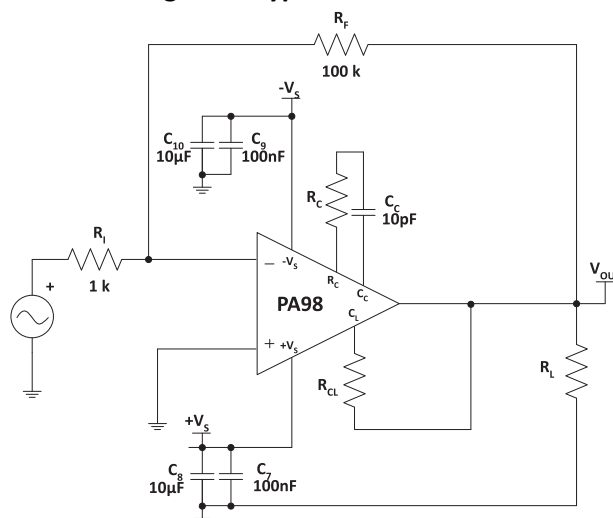 R_F
100 k
-V_S
C_10
10µF
C_9
100nF
R_C
C_C
10pF
R_I
1 k
+
−
-V_S
R_C
C_C
PA98
V_OU
C_L
+
+V_S
R_CL
R_L
+V_S
C_8
10µF
C_7
100nF